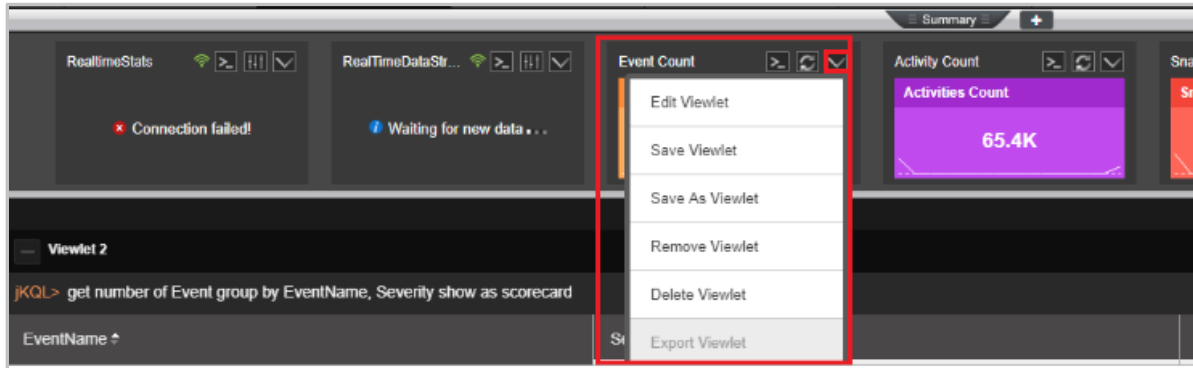 Summary +
RealtimeStats
RealTimeDataStr...
Event Count
Activity Count
Sna
Connection failed!
Waiting for new data...
Edit Viewlet
Save Viewlet
Save As Viewlet
Remove Viewlet
Delete Viewlet
Export Viewlet
Activities Count
65.4K
Sn
Viewlet 2
jKQL> get number of Event group by EventName, Severity show as scorecard
EventName
Se